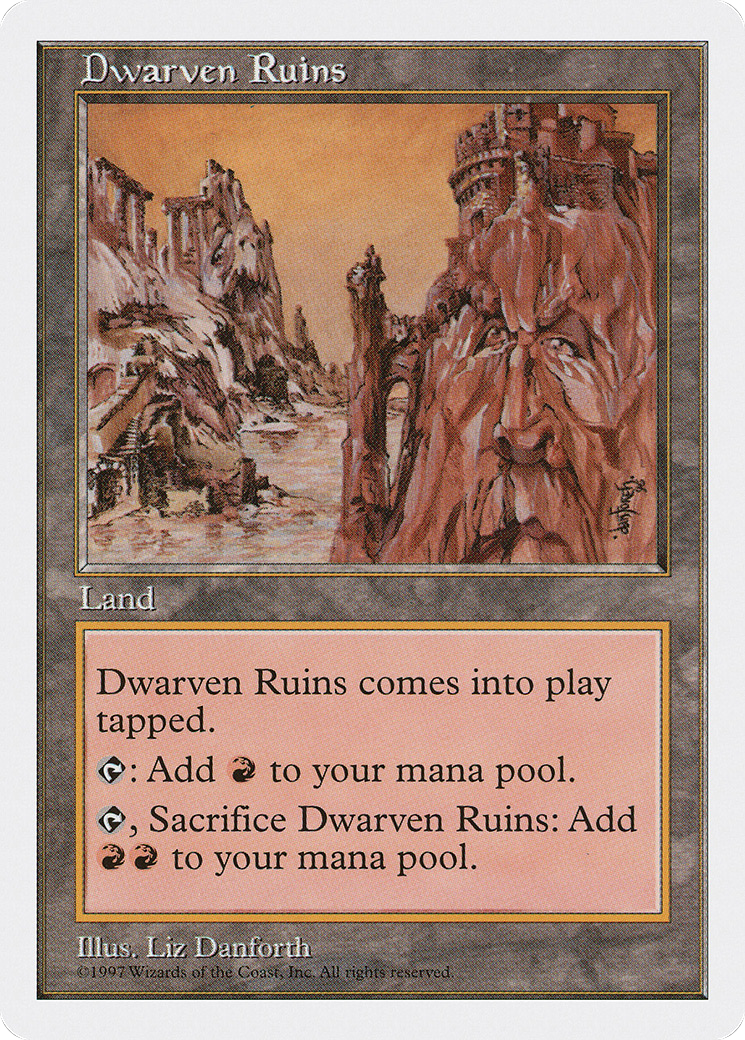 Dwarven Ruins
Land
Dwarven Ruins comes into play
tapped.
: Add to your mana pool.
, Sacrifice Dwarven Ruins: Add
to your mana pool.
Illus. Liz Danforth
©1997 Wizards of the Coast, Inc. All rights reserved.